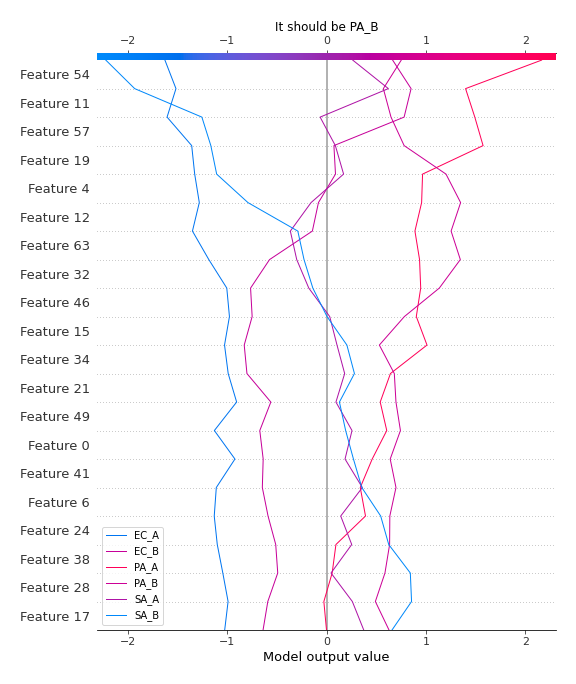 It should be PA_B
−2 −1 0 1 2
Feature 54
Feature 11
Feature 57
Feature 19
Feature 4
Feature 12
Feature 63
Feature 32
Feature 46
Feature 15
Feature 34
Feature 21
Feature 49
Feature 0
Feature 41
Feature 6
Feature 24
Feature 38
Feature 28
Feature 17
EC_A
EC_B
PA_A
PA_B
SA_A
SA_B
−2 −1 0 1 2
Model output value